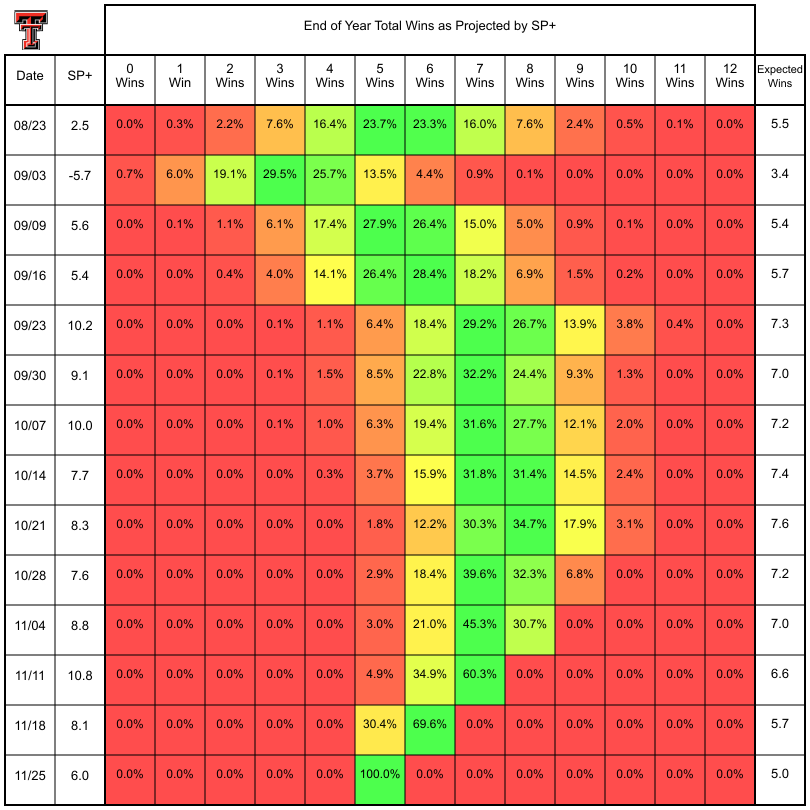 End of Year Total Wins as Projected by SP+
Date SP+ 0 Wins 1 Win 2 Wins 3 Wins 4 Wins 5 Wins 6 Wins 7 Wins 8 Wins 9 Wins 10 Wins 11 Wins 12 Wins Expected Wins
08/23 2.5 0.0% 0.3% 2.2% 7.6% 16.4% 23.7% 23.3% 16.0% 7.6% 2.4% 0.5% 0.1% 0.0% 5.5
09/03 -5.7 0.7% 6.0% 19.1% 29.5% 25.7% 13.5% 4.4% 0.9% 0.1% 0.0% 0.0% 0.0% 0.0% 3.4
09/09 5.6 0.0% 0.1% 1.1% 6.1% 17.4% 27.9% 26.4% 15.0% 5.0% 0.9% 0.1% 0.0% 0.0% 5.4
09/16 5.4 0.0% 0.0% 0.4% 4.0% 14.1% 26.4% 28.4% 18.2% 6.9% 1.5% 0.2% 0.0% 0.0% 5.7
09/23 10.2 0.0% 0.0% 0.0% 0.1% 1.1% 6.4% 18.4% 29.2% 26.7% 13.9% 3.8% 0.4% 0.0% 7.3
09/30 9.1 0.0% 0.0% 0.0% 0.1% 1.5% 8.5% 22.8% 32.2% 24.4% 9.3% 1.3% 0.0% 0.0% 7.0
10/07 10.0 0.0% 0.0% 0.0% 0.1% 1.0% 6.3% 19.4% 31.6% 27.7% 12.1% 2.0% 0.0% 0.0% 7.2
10/14 7.7 0.0% 0.0% 0.0% 0.0% 0.3% 3.7% 15.9% 31.8% 31.4% 14.5% 2.4% 0.0% 0.0% 7.4
10/21 8.3 0.0% 0.0% 0.0% 0.0% 0.0% 1.8% 12.2% 30.3% 34.7% 17.9% 3.1% 0.0% 0.0% 7.6
10/28 7.6 0.0% 0.0% 0.0% 0.0% 0.0% 2.9% 18.4% 39.6% 32.3% 6.8% 0.0% 0.0% 0.0% 7.2
11/04 8.8 0.0% 0.0% 0.0% 0.0% 0.0% 3.0% 21.0% 45.3% 30.7% 0.0% 0.0% 0.0% 0.0% 7.0
11/11 10.8 0.0% 0.0% 0.0% 0.0% 0.0% 4.9% 34.9% 60.3% 0.0% 0.0% 0.0% 0.0% 0.0% 6.6
11/18 8.1 0.0% 0.0% 0.0% 0.0% 0.0% 30.4% 69.6% 0.0% 0.0% 0.0% 0.0% 0.0% 0.0% 5.7
11/25 6.0 0.0% 0.0% 0.0% 0.0% 0.0% 100.0% 0.0% 0.0% 0.0% 0.0% 0.0% 0.0% 0.0% 5.0